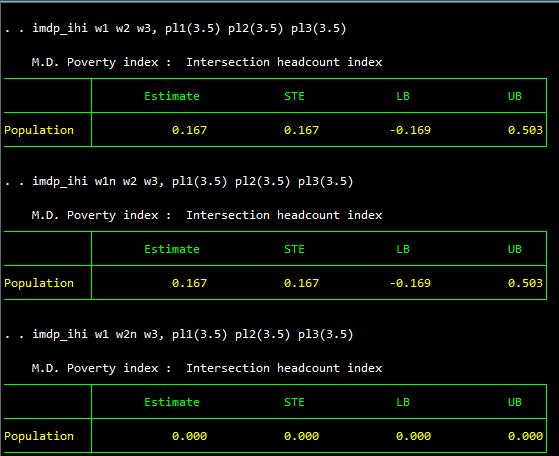 . . imdp_ihi w1 w2 w3, pl1(3.5) pl2(3.5) pl3(3.5)
M.D. Poverty index :  Intersection headcount index
Estimate STE LB UB
Population 0.167 0.167 -0.169 0.503
. . imdp_ihi w1n w2 w3, pl1(3.5) pl2(3.5) pl3(3.5)
M.D. Poverty index :  Intersection headcount index
Estimate STE LB UB
Population 0.167 0.167 -0.169 0.503
. . imdp_ihi w1 w2n w3, pl1(3.5) pl2(3.5) pl3(3.5)
M.D. Poverty index :  Intersection headcount index
Estimate STE LB UB
Population 0.000 0.000 0.000 0.000